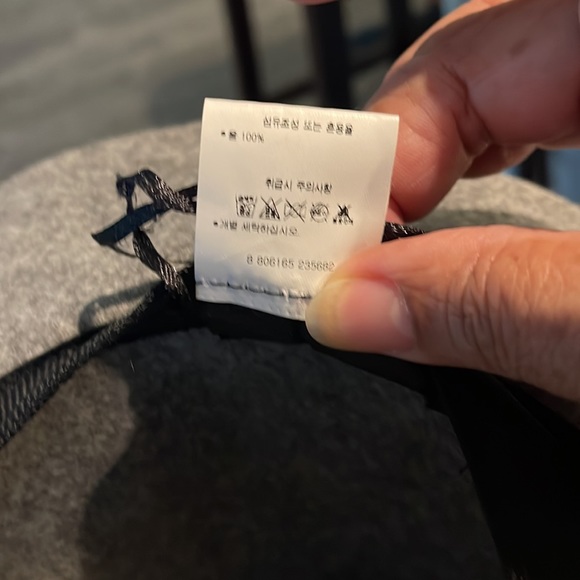 섬유조성 또는 혼용율
*울 100%
취급시 주의사항
*개별 세탁하십시오
8 806165 235682